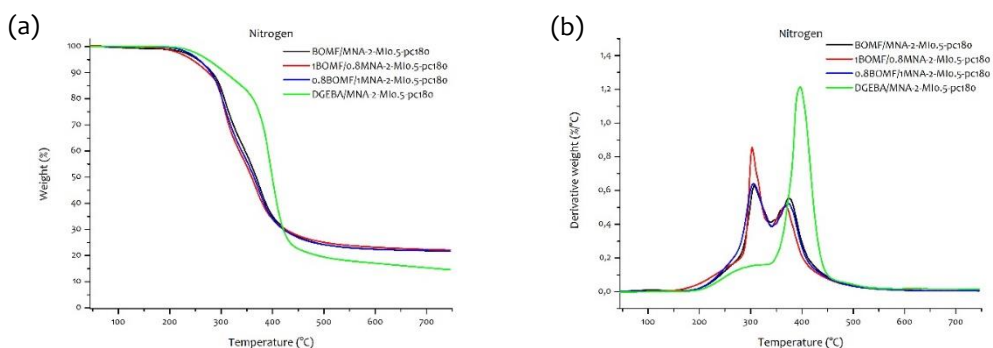 (a)
Nitrogen
BOMF/MNA-2-MI0.5-pc180
1BOMF/0.8MNA-2-MI0.5-pc180
0.8BOMF/1MNA-2-MI0.5-pc180
DGEBA/MNA-2-MI0.5-pc180
Weight (%)
100
90
80
70
60
50
40
30
20
10
0
100 200 300 400 500 600 700
Temperature (°C)
(b)
Nitrogen
BOMF/MNA-2-MI0.5-pc180
1BOMF/0.8MNA-2-MI0.5-pc180
0.8BOMF/1MNA-2-MI0.5-pc180
DGEBA/MNA-2-MI0.5-pc180
Derivative weight (%/°C)
1,4
1,2
1,0
0,8
0,6
0,4
0,2
0,0
100 200 300 400 500 600 700
Temperature (°C)